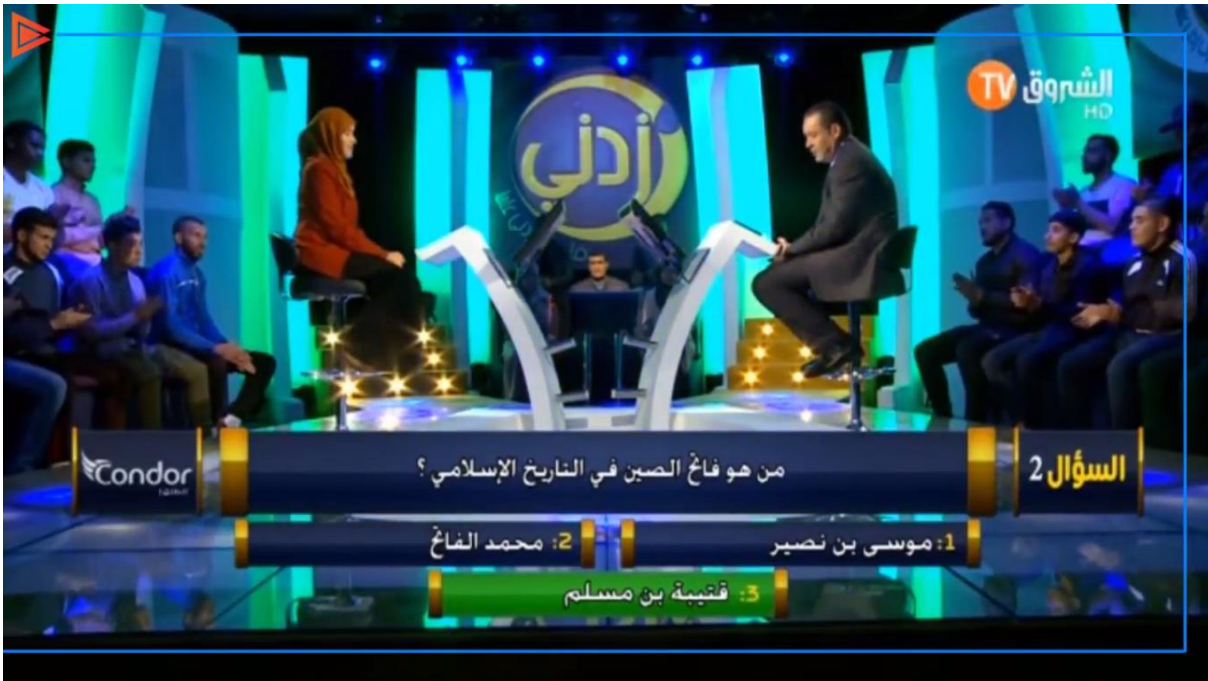 الشروق TV
HD
زدني
Condor
من هو فاتح الصين في التاريخ الإسلامي ؟
السؤال 2
1: موسى بن نصير
2: محمد الفاتح
3: قتيبة بن مسلم